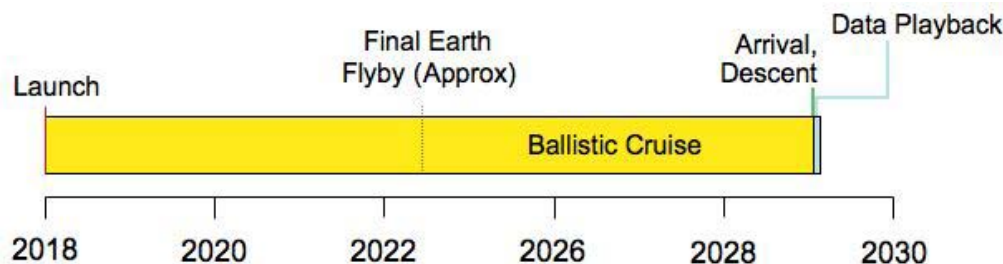 Data Playback
Final Earth
Flyby (Approx)
Arrival,
Descent
Launch
Ballistic Cruise
2018
2020
2022
2026
2028
2030